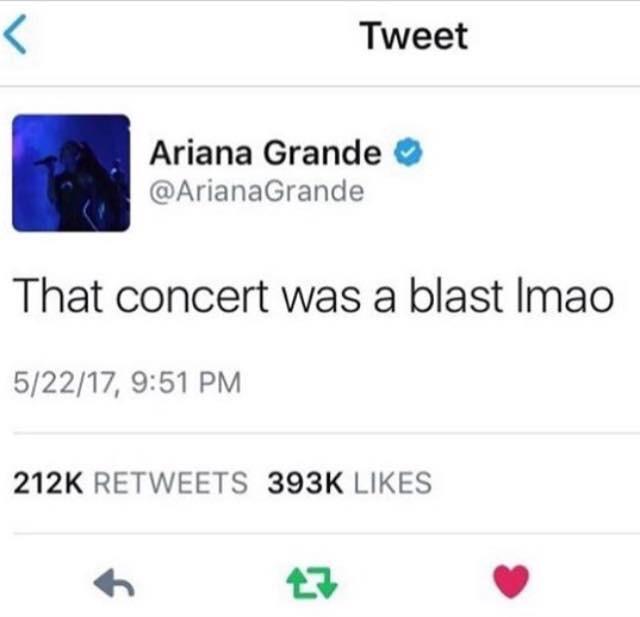 Tweet
Ariana Grande
@ArianaGrande
That concert was a blast lmao
5/22/17, 9:51 PM
212K RETWEETS 393K LIKES